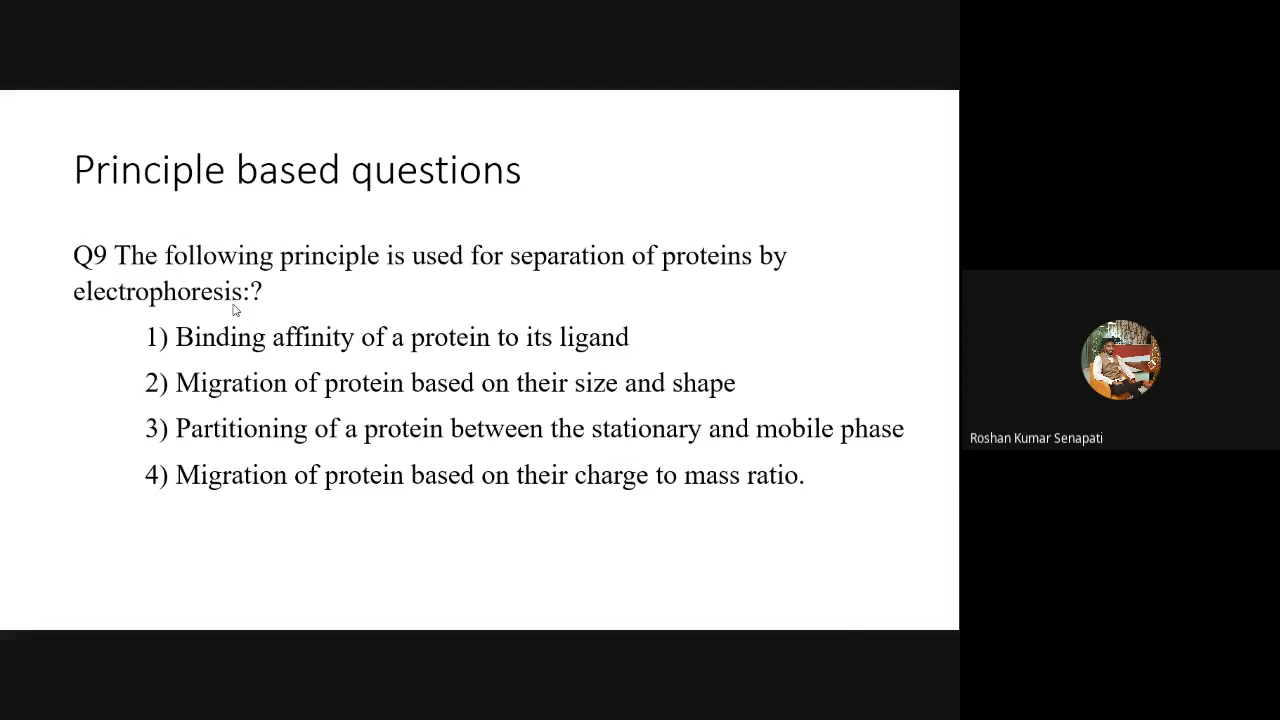 Principle based questions
Q9 The following principle is used for separation of proteins by
electrophoresis:?
1) Binding affinity of a protein to its ligand
2) Migration of protein based on their size and shape
3) Partitioning of a protein between the stationary and mobile phase
4) Migration of protein based on their charge to mass ratio.
Roshan Kumar Senapati